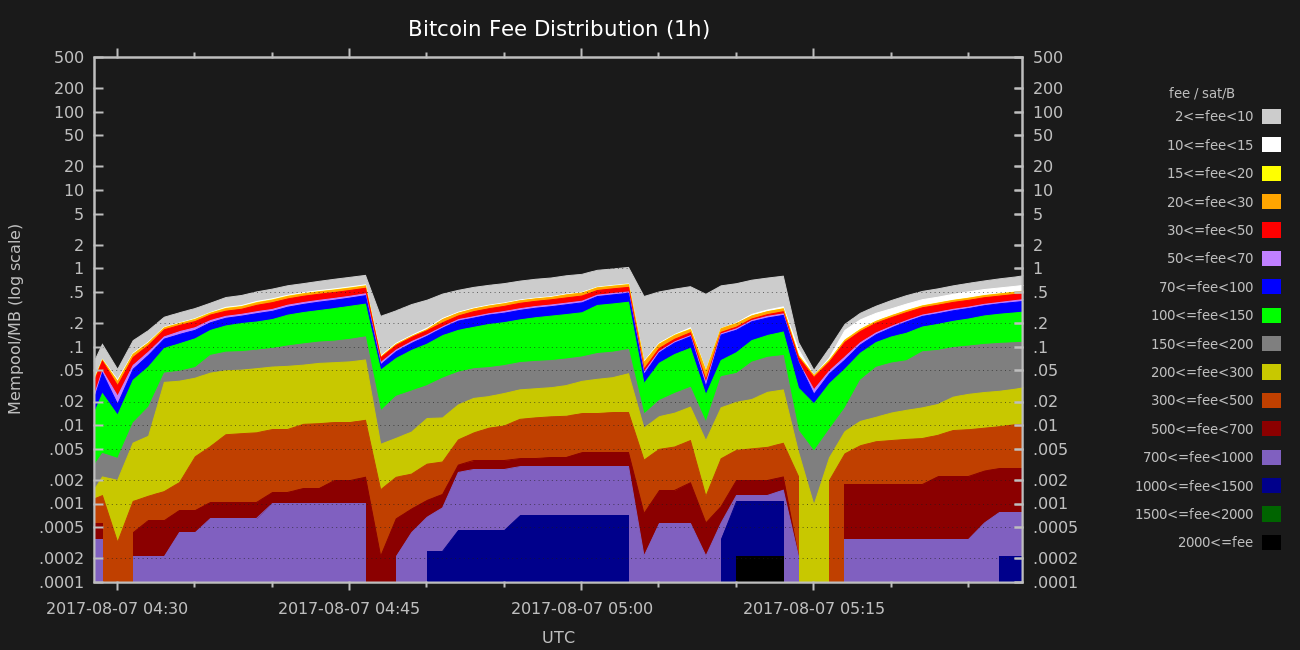 Bitcoin Fee Distribution (1h)
Mempool/MB (log scale)
500
200
100
50
20
10
5
2
1
.5
.2
.1
.05
.02
.01
.005
.002
.001
.0005
.0002
.0001
500
200
100
50
20
10
5
2
1
.5
.2
.1
.05
.02
.01
.005
.002
.001
.0005
.0002
.0001
2017-08-07 04:30
2017-08-07 04:45
2017-08-07 05:00
2017-08-07 05:15
UTC
fee / sat/B
2<=fee<10
10<=fee<15
15<=fee<20
20<=fee<30
30<=fee<50
50<=fee<70
70<=fee<100
100<=fee<150
150<=fee<200
200<=fee<300
300<=fee<500
500<=fee<700
700<=fee<1000
1000<=fee<1500
1500<=fee<2000
2000<=fee